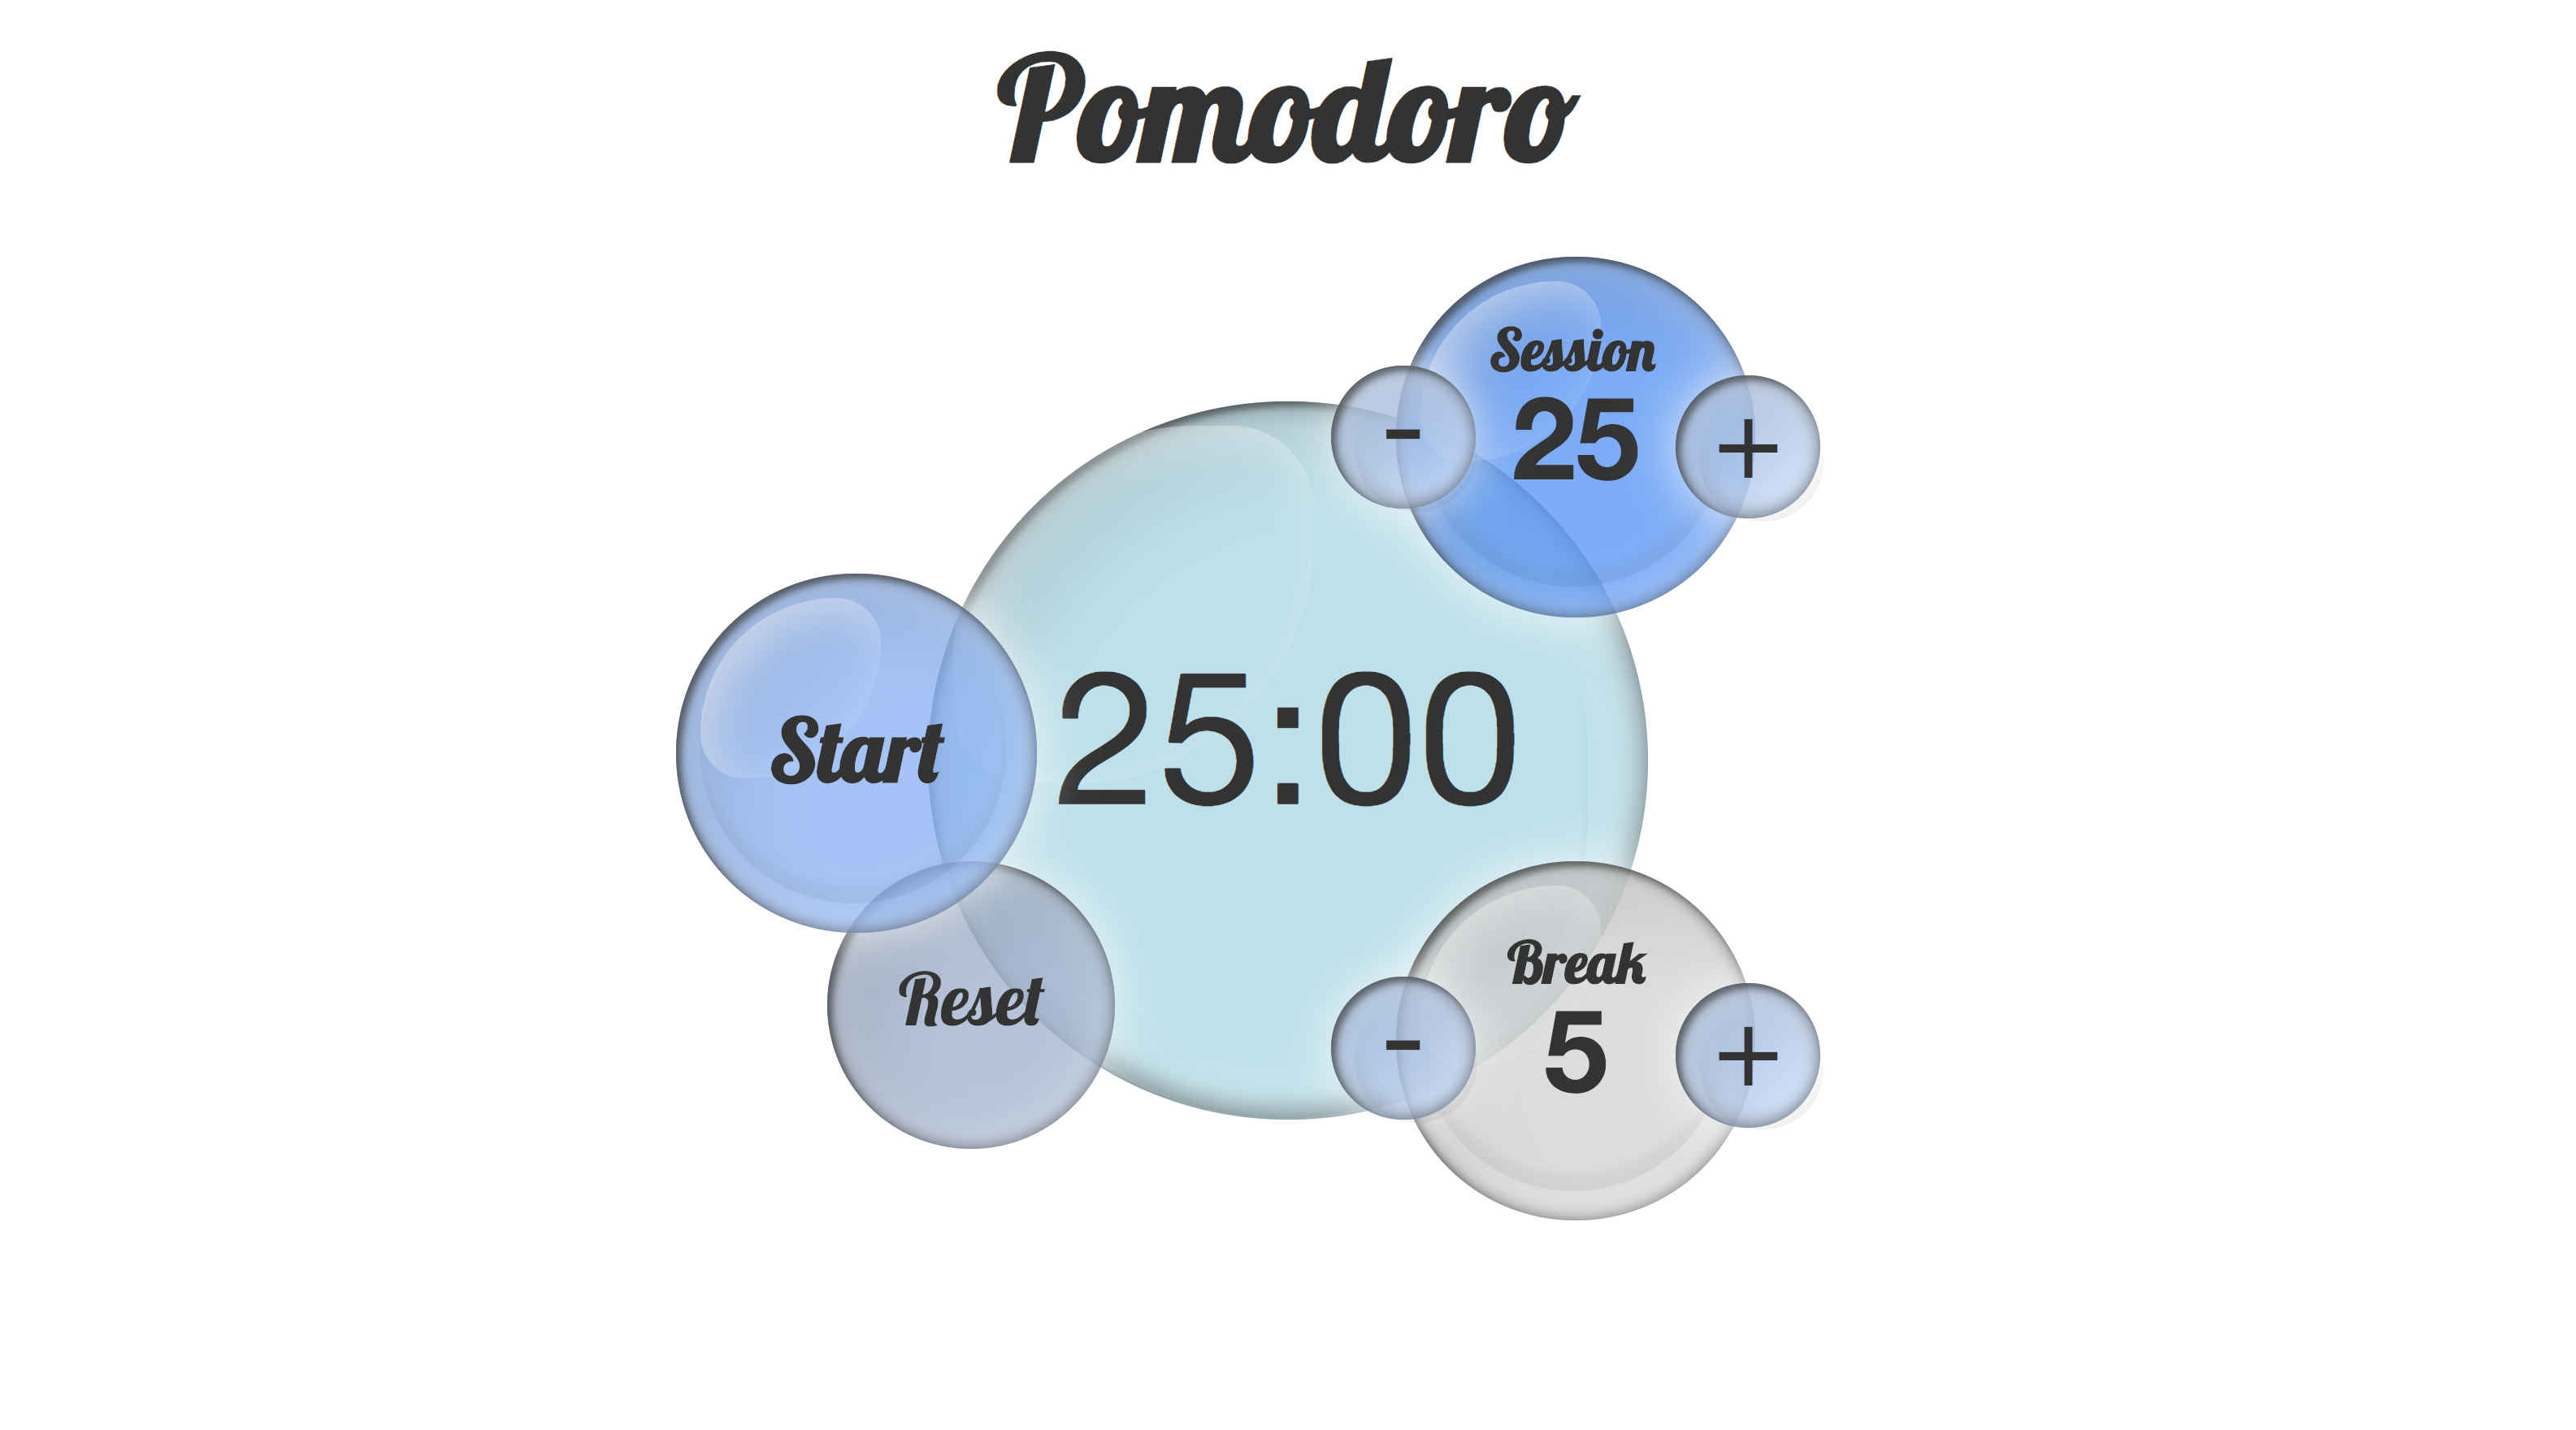 Pomodoro
Session
- 25 +
25:00
Start
Reset
Break
- 5 +